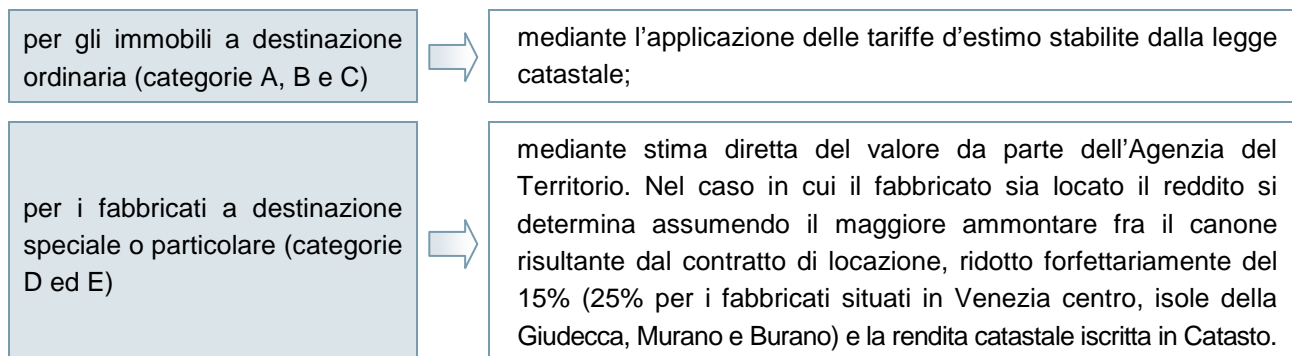 per gli immobili a destinazione
ordinaria (categorie A, B e C)
mediante l’applicazione delle tariffe d’estimo stabilite dalla legge
catastale;
per i fabbricati a destinazione
speciale o particolare (categorie
D ed E)
mediante stima diretta del valore da parte dell’Agenzia del
Territorio. Nel caso in cui il fabbricato sia locato il reddito si
determina assumendo il maggiore ammontare fra il canone
risultante dal contratto di locazione, ridotto forfettariamente del
15% (25% per i fabbricati situati in Venezia centro, isole della
Giudecca, Murano e Burano) e la rendita catastale iscritta in Catasto.